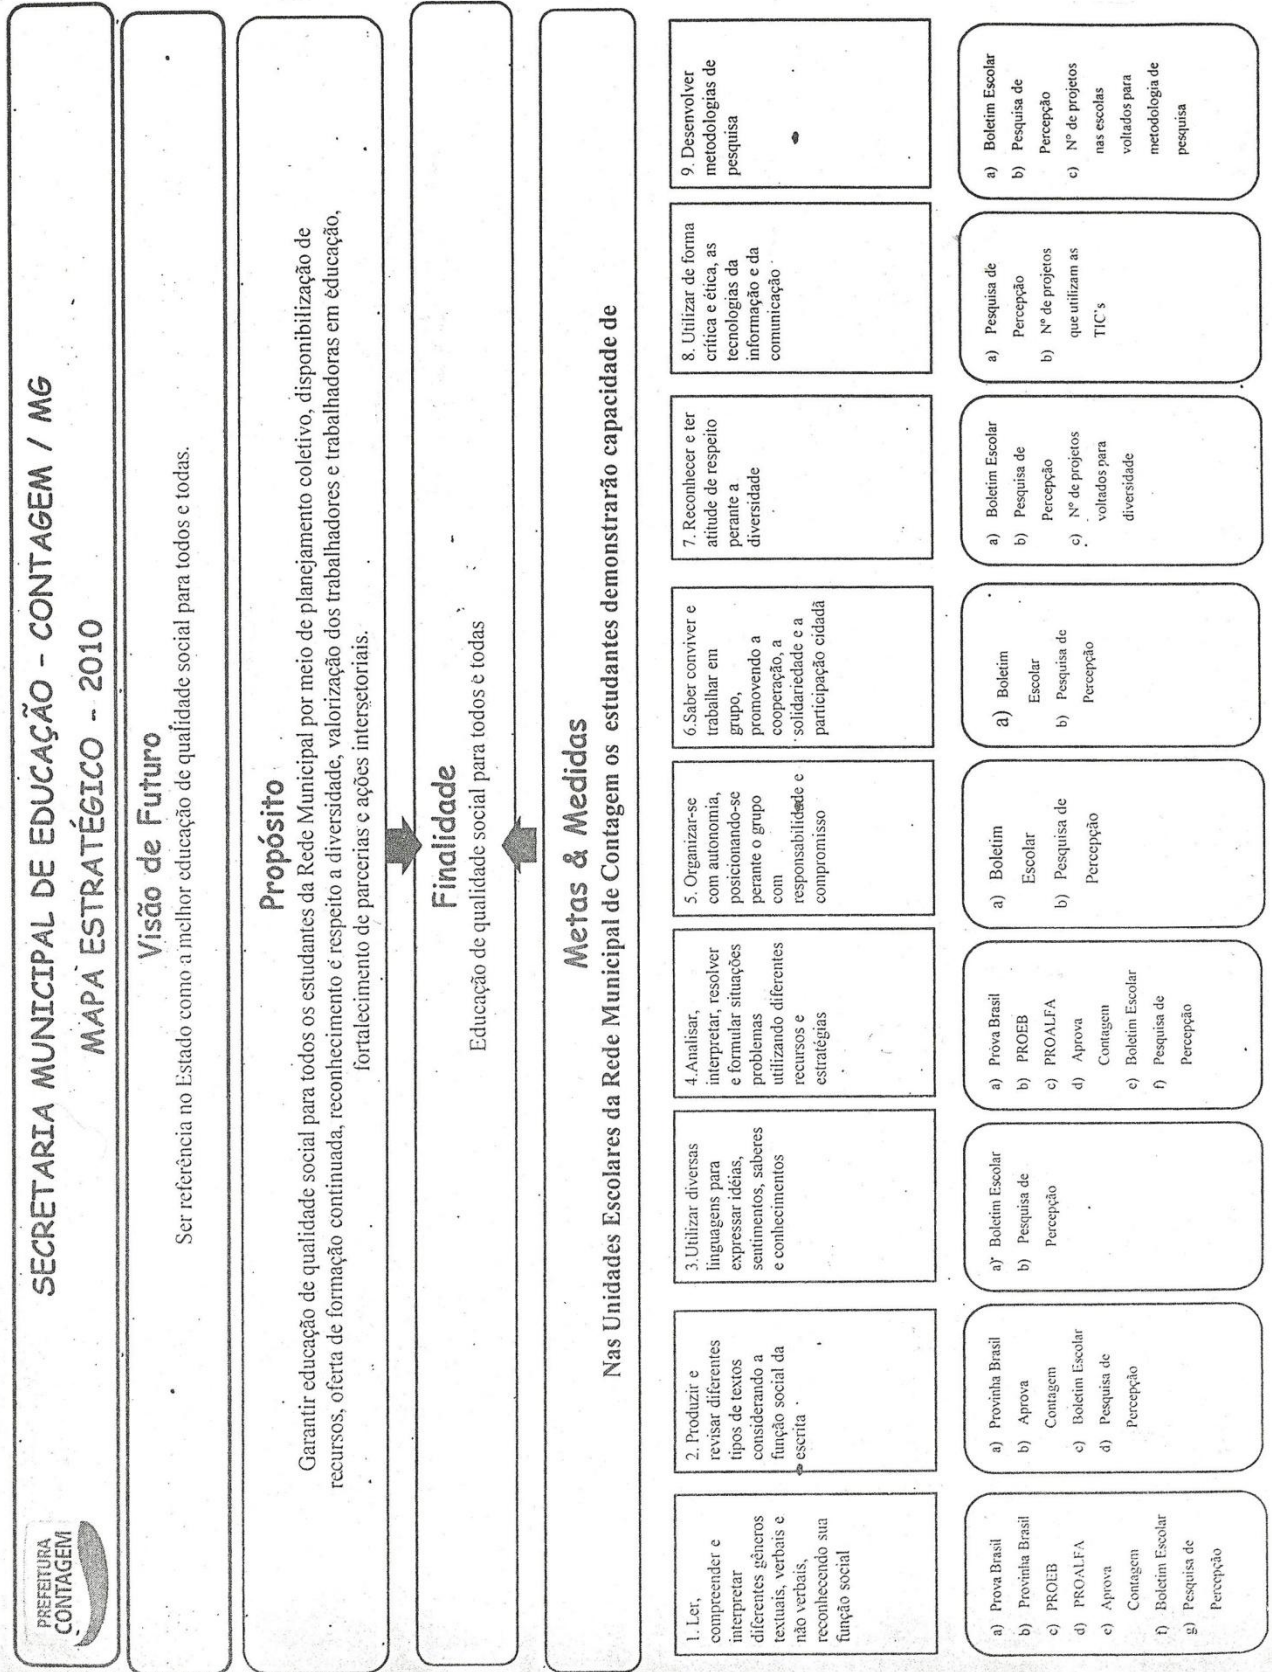 PREFEITURA
CONTAGEM
SECRETARIA MUNICIPAL DE EDUCAÇÃO - CONTAGEM / MG
MAPA ESTRATÉGICO - 2010
Visão de Futuro
Ser referência no Estado como a melhor educação de qualidade social para todos e todas.
Propósito
Garantir educação de qualidade social para todos os estudantes da Rede Municipal por meio de planejamento coletivo, disponibilização de
recursos, oferta de formação continuada, reconhecimento e respeito a diversidade, valorização dos trabalhadores e trabalhadoras em educação,
fortalecimento de parcerias e ações intersetoriais.
Finalidade
Educação de qualidade social para todos e todas
Metas & Medidas
Nas Unidades Escolares da Rede Municipal de Contagem os estudantes demonstrarão capacidade de
1. Ler,
compreender e
interpretar
diferentes gêneros
textuais, verbais e
não verbais,
reconhecendo sua
função social
2. Produzir e
revisar diferentes
tipos de textos
considerando a
função social da
escrita
3.Utilizar diversas
linguagens para
expressar idéias,
sentimentos, saberes
e conhecimentos
4.Analisar,
interpretar, resolver
e formular situações
problemas
utilizando diferentes
recursos e
estratégias
5. Organizar-se
com autonomia,
posicionando-se
perante o grupo
com
responsabilidade e
compromisso
6.Saber conviver e
trabalhar em
grupo,
promovendo a
cooperação, a
solidariedade e a
participação cidadã
7. Reconhecer e ter
atitude de respeito
perante a
diversidade
8. Utilizar de forma
crítica e ética, as
tecnologias da
informação e da
comunicação
9. Desenvolver
metodologias de
pesquisa
a) Prova Brasil
b) Provinha Brasil
c) PROEB
d) PROALFA
e) Aprova
Contagem
f) Boletim Escolar
g) Pesquisa de
Percepção
a) Provinha Brasil
b) Aprova
Contagem
c) Boletim Escolar
d) Pesquisa de
Percepção
a) Boletim Escolar
b) Pesquisa de
Percepção
a) Prova Brasil
b) PROEB
c) PROALFA
d) Aprova
Contagem
e) Boletim Escolar
f) Pesquisa de
Percepção
a) Boletim
Escolar
b) Pesquisa de
Percepção
a) Boletim
Escolar
b) Pesquisa de
Percepção
a) Boletim Escolar
b) Pesquisa de
Percepção
c) Nº de projetos
voltados para
diversidade
a) Pesquisa de
Percepção
b) Nº de projetos
que utilizam as
TIC's
a) Boletim Escolar
b) Pesquisa de
Percepção
c) Nº de projetos
nas escolas
voltados para
metodologia de
pesquisa